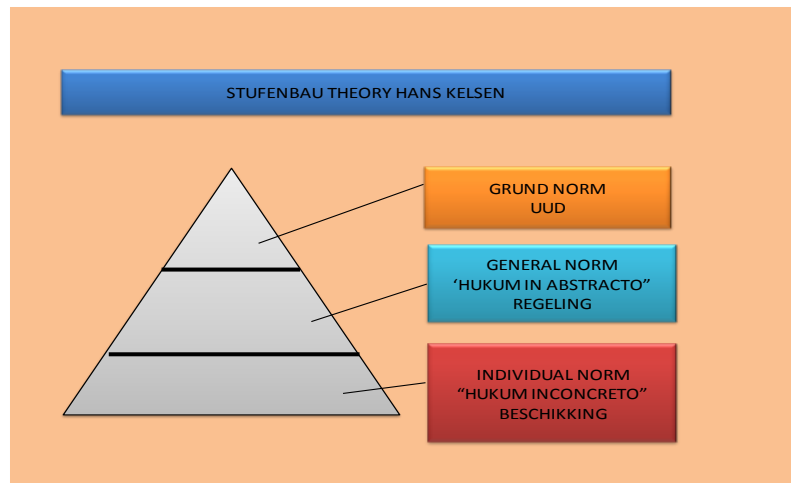 STUFENBAU THEORY HANS KELSEN
GRUND NORM
UUD
GENERAL NORM
‘HUKUM IN ABSTRACTO”
REGELING
INDIVIDUAL NORM
“HUKUM INCONCRETO”
BESCHIKKING